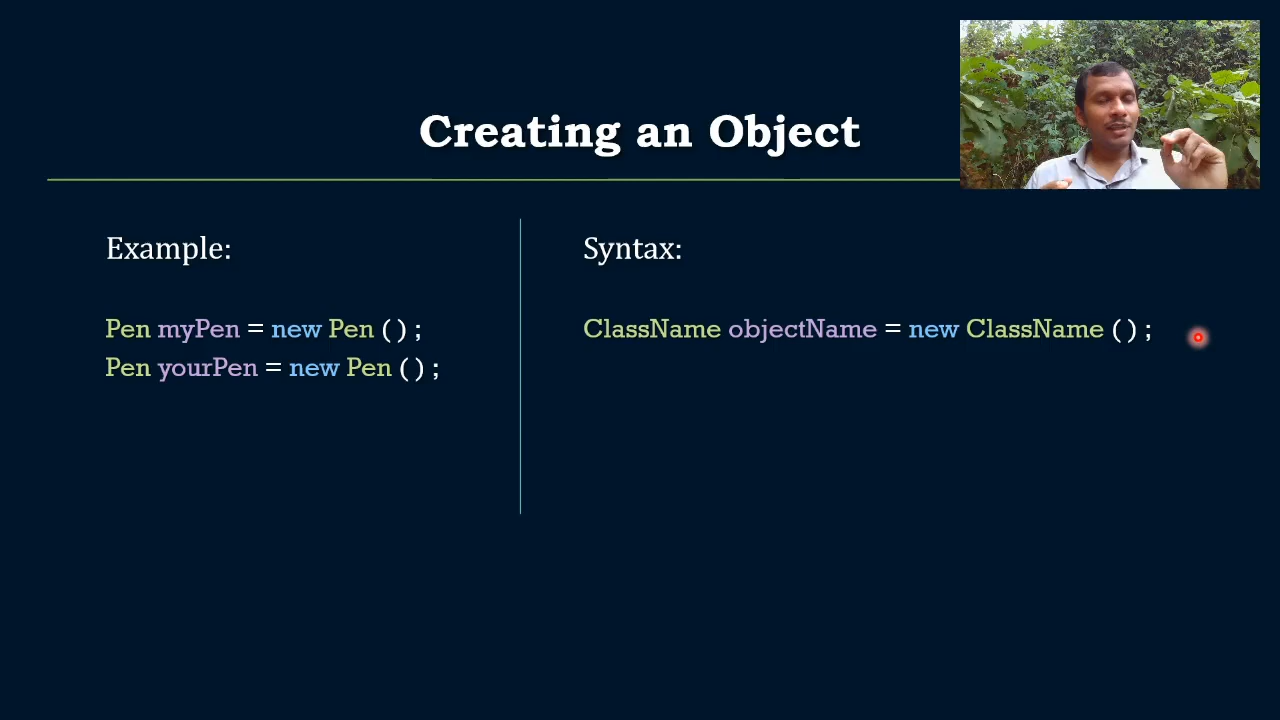 Creating an Object
Example:
Pen myPen = new Pen ( ) ;
Pen yourPen = new Pen ( ) ;
Syntax:
ClassName objectName = new ClassName ( ) ;